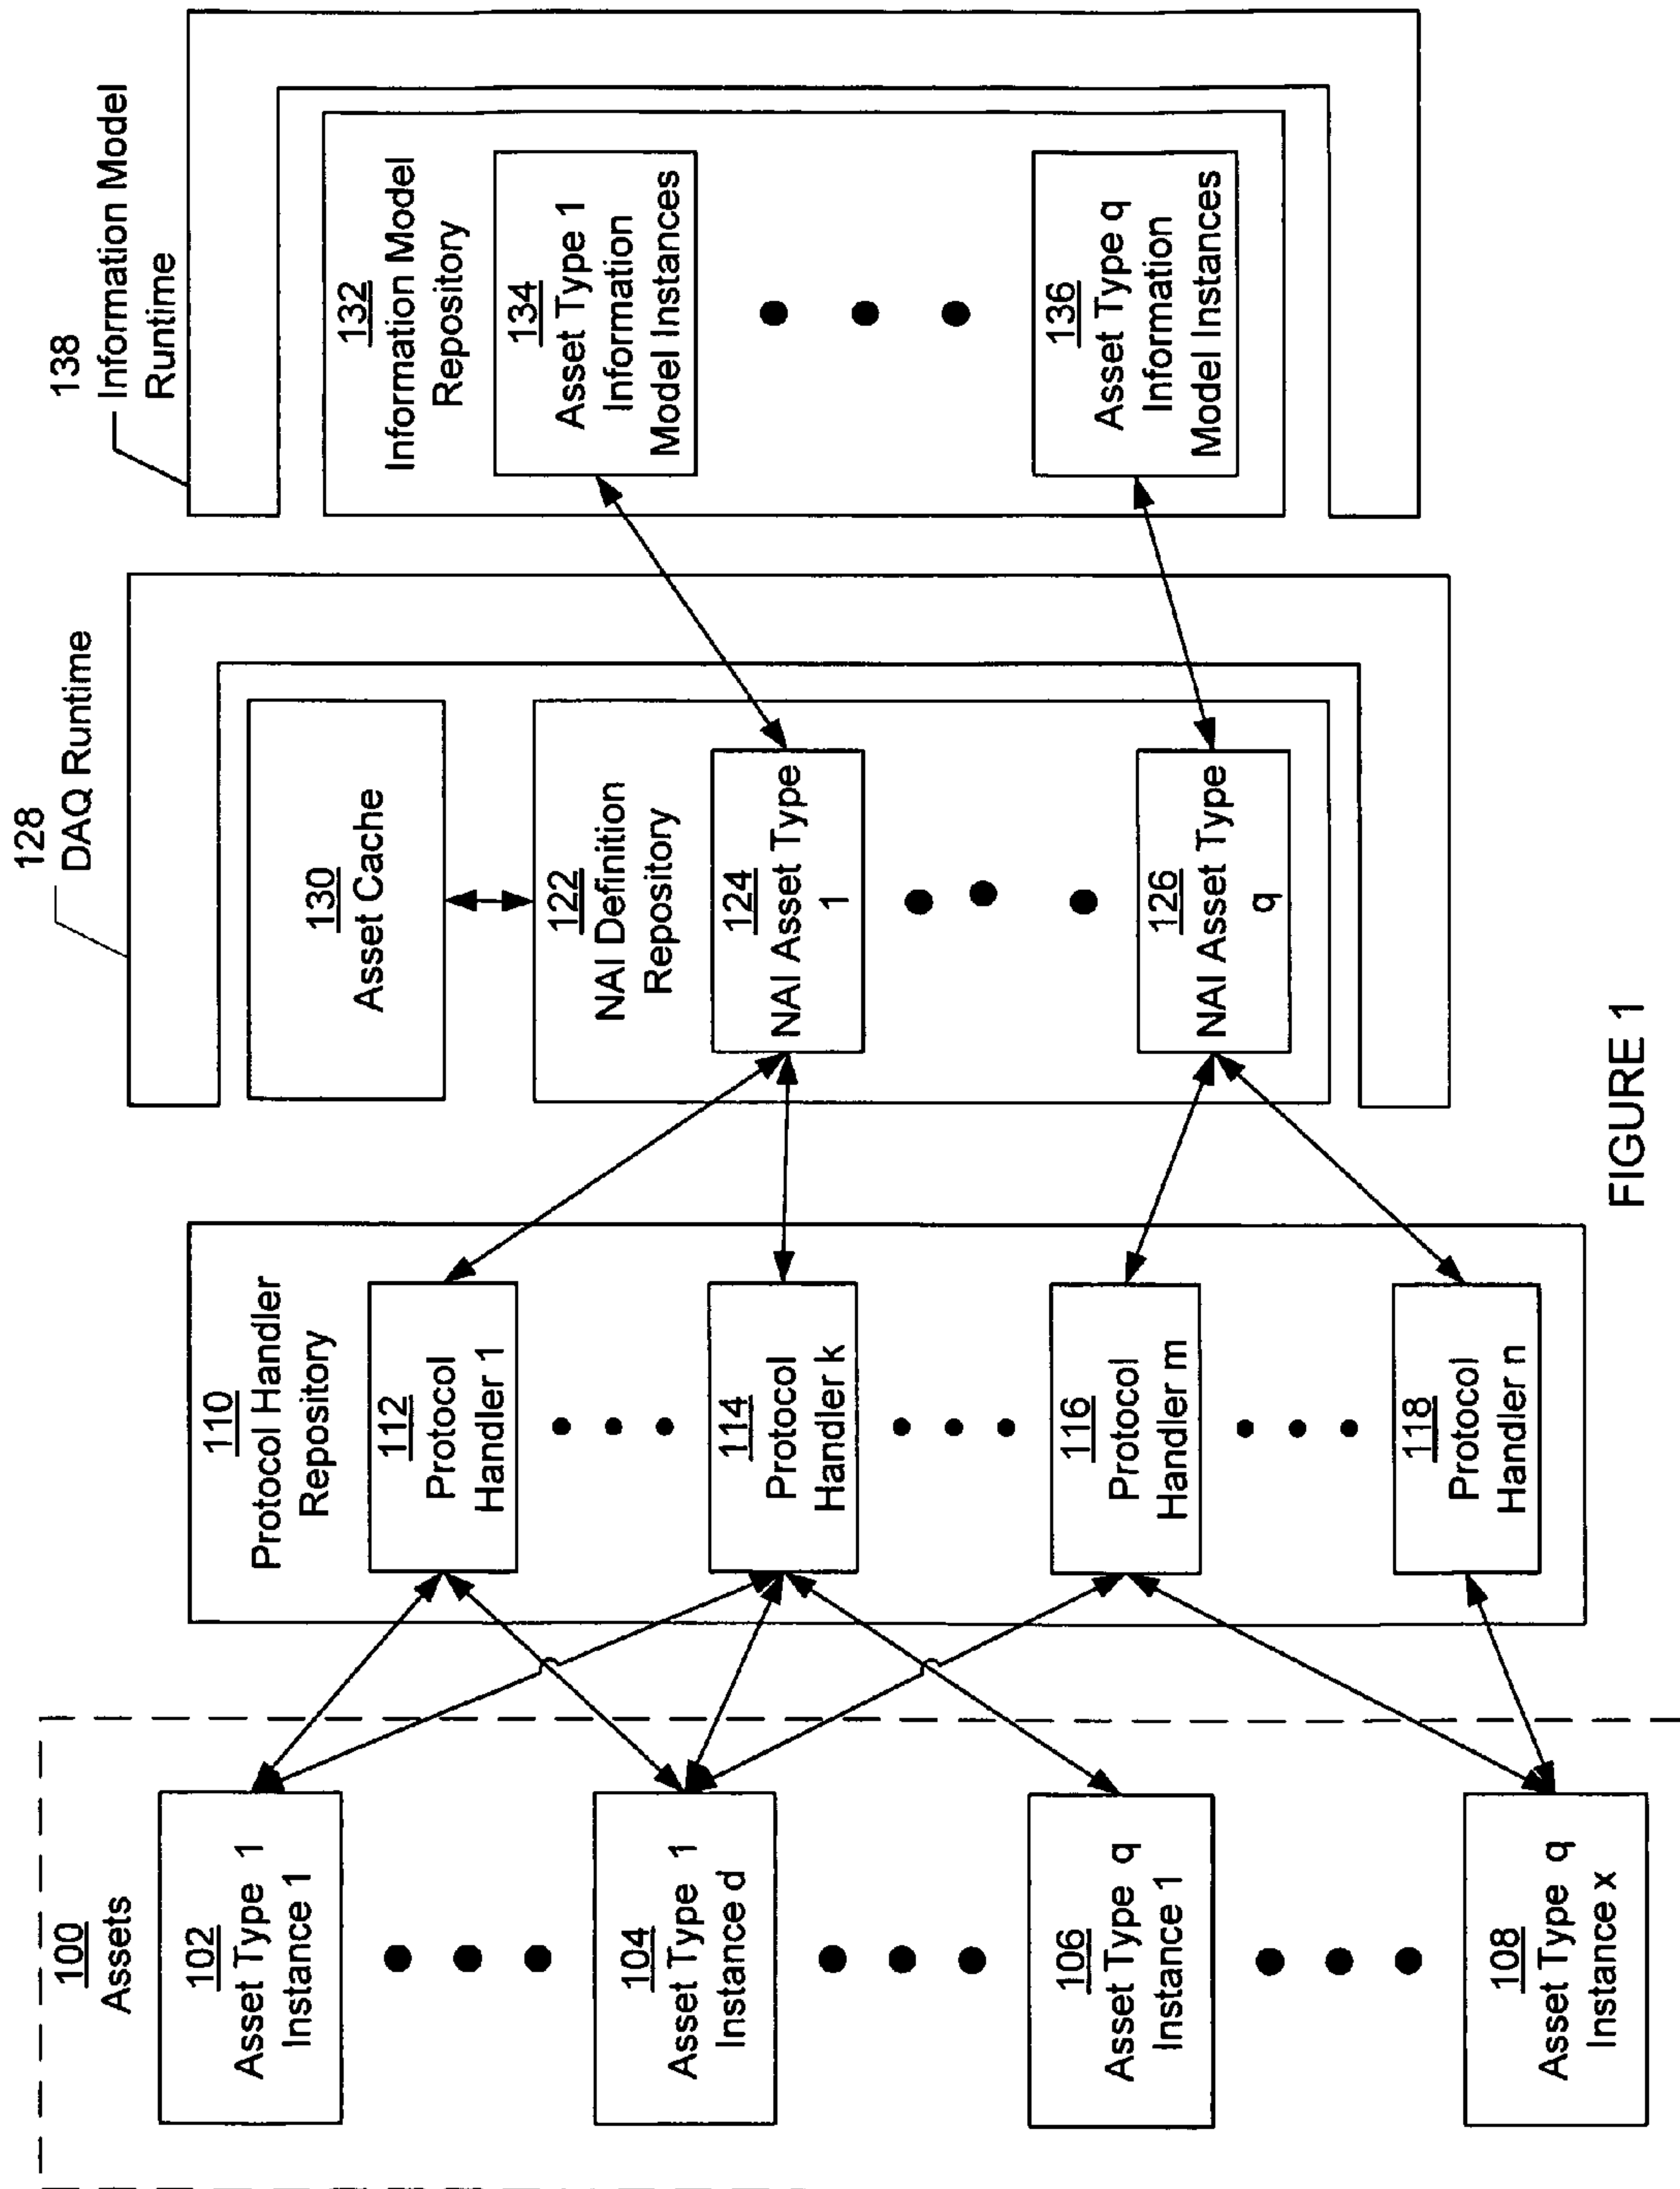 100
Assets
102
Asset Type 1
Instance 1
104
Asset Type 1
Instance d
106
Asset Type q
Instance 1
108
Asset Type q
Instance x
110
Protocol Handler
Repository
112
Protocol
Handler 1
114
Protocol
Handler k
116
Protocol
Handler m
118
Protocol
Handler n
128
DAQ Runtime
130
Asset Cache
122
NAI Definition
Repository
124
NAI Asset Type
1
126
NAI Asset Type
q
138
Information Model
Runtime
132
Information Model
Repository
134
Asset Type 1
Information
Model Instances
136
Asset Type q
Information
Model Instances
FIGURE 1